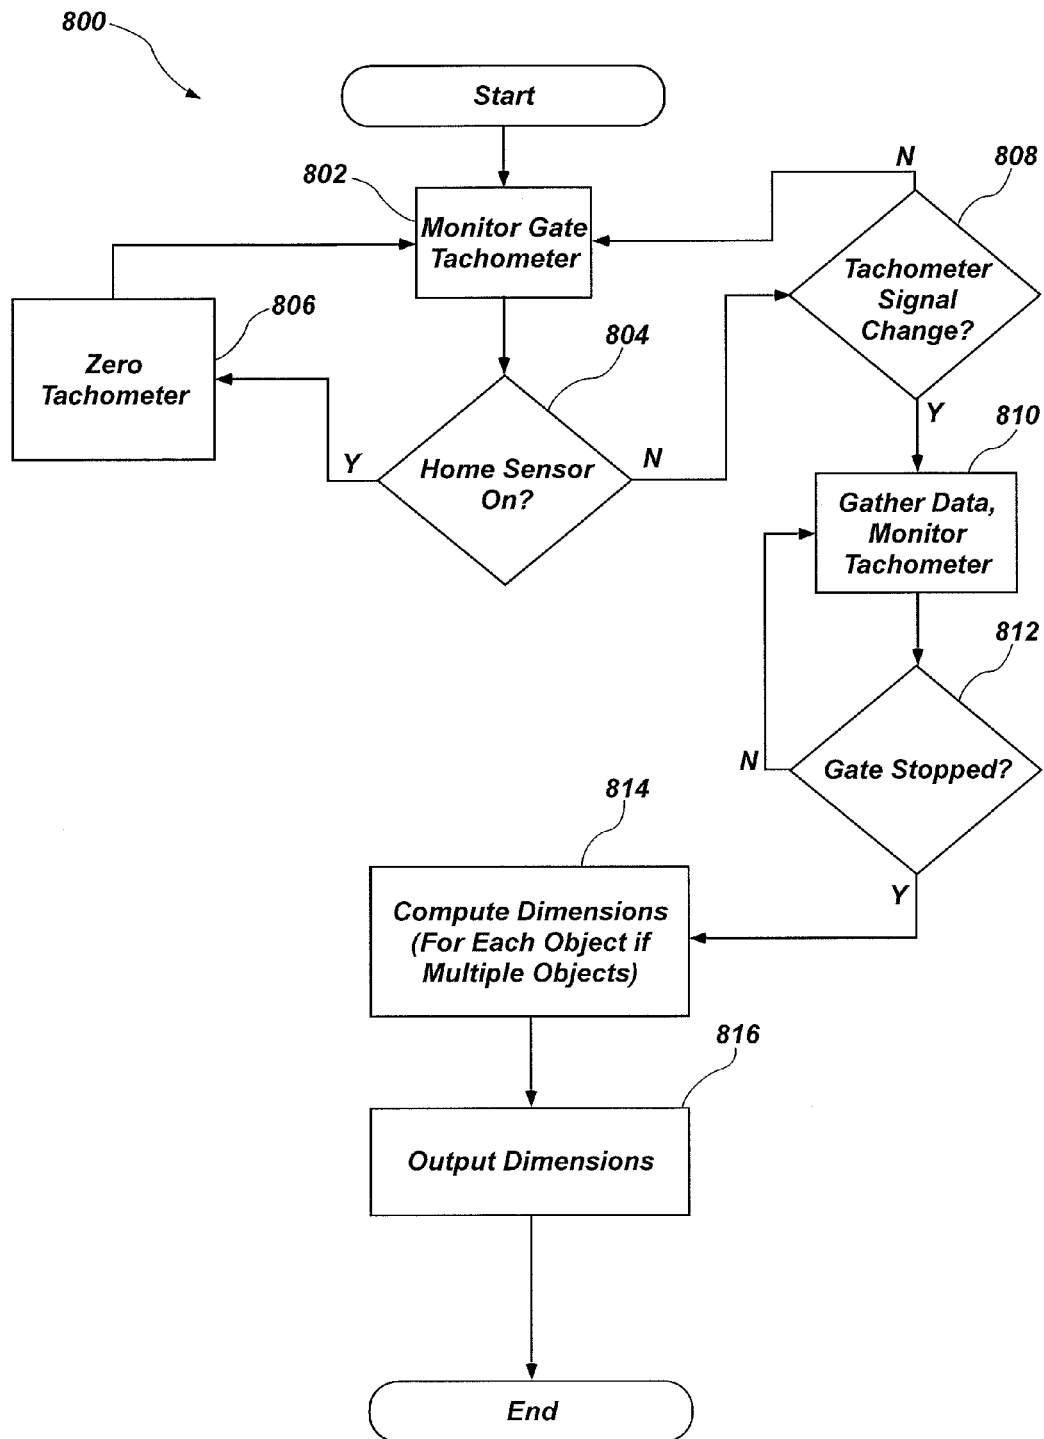 800
Start
802
Monitor Gate
Tachometer
N
808
Tachometer
Signal
Change?
806
Zero
Tachometer
804
Home Sensor
On?
Y
N
Y
810
Gather Data,
Monitor
Tachometer
812
Gate Stopped?
N
Y
814
Compute Dimensions
(For Each Object if
Multiple Objects)
816
Output Dimensions
End